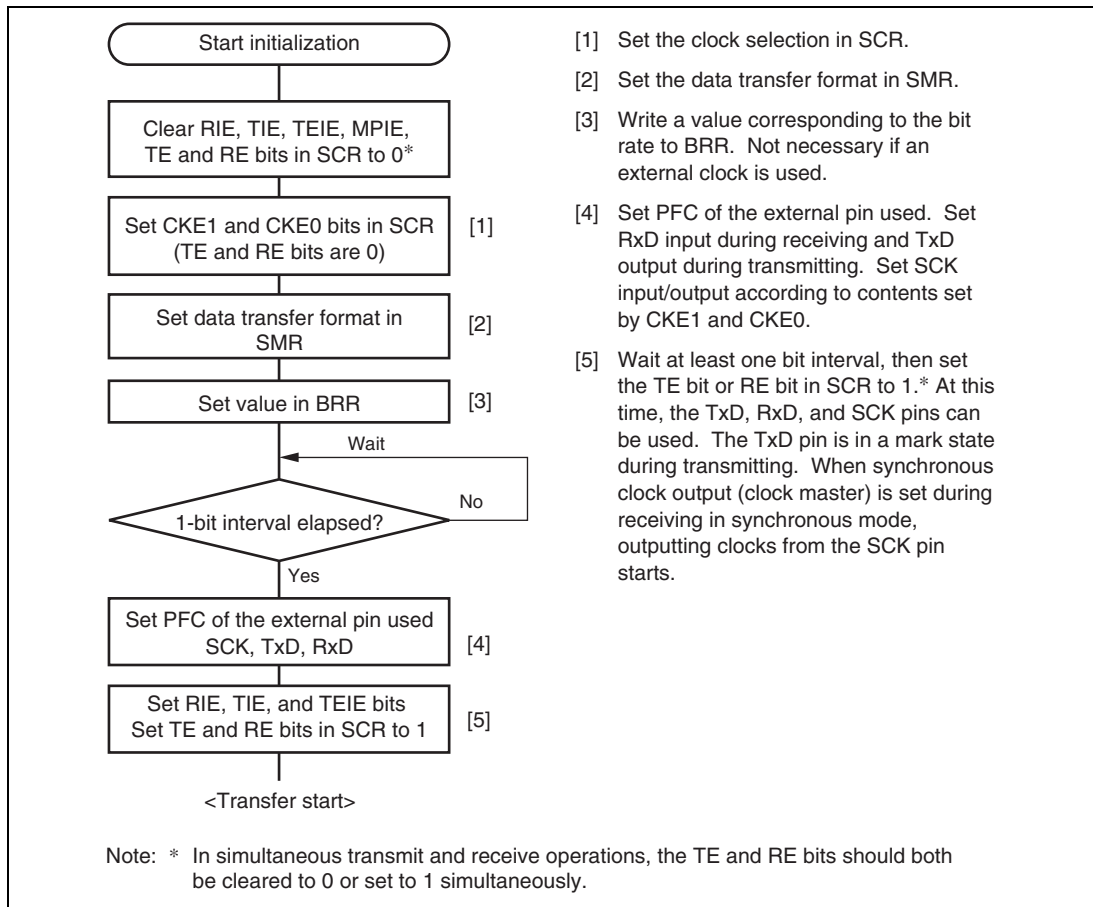 Start initialization
Clear RIE, TIE, TEIE, MPIE,
TE and RE bits in SCR to 0*
Set CKE1 and CKE0 bits in SCR
(TE and RE bits are 0)
[1]
Set data transfer format in
SMR
[2]
Set value in BRR
[3]
Wait
1-bit interval elapsed?
No
Yes
Set PFC of the external pin used
SCK, TxD, RxD
[4]
Set RIE, TIE, and TEIE bits
Set TE and RE bits in SCR to 1
[5]
<Transfer start>
[1] Set the clock selection in SCR.
[2] Set the data transfer format in SMR.
[3] Write a value corresponding to the bit
rate to BRR. Not necessary if an
external clock is used.
[4] Set PFC of the external pin used. Set
RxD input during receiving and TxD
output during transmitting. Set SCK
input/output according to contents set
by CKE1 and CKE0.
[5] Wait at least one bit interval, then set
the TE bit or RE bit in SCR to 1.* At this
time, the TxD, RxD, and SCK pins can
be used. The TxD pin is in a mark state
during transmitting. When synchronous
clock output (clock master) is set during
receiving in synchronous mode,
outputting clocks from the SCK pin
starts.
Note: * In simultaneous transmit and receive operations, the TE and RE bits should both
be cleared to 0 or set to 1 simultaneously.